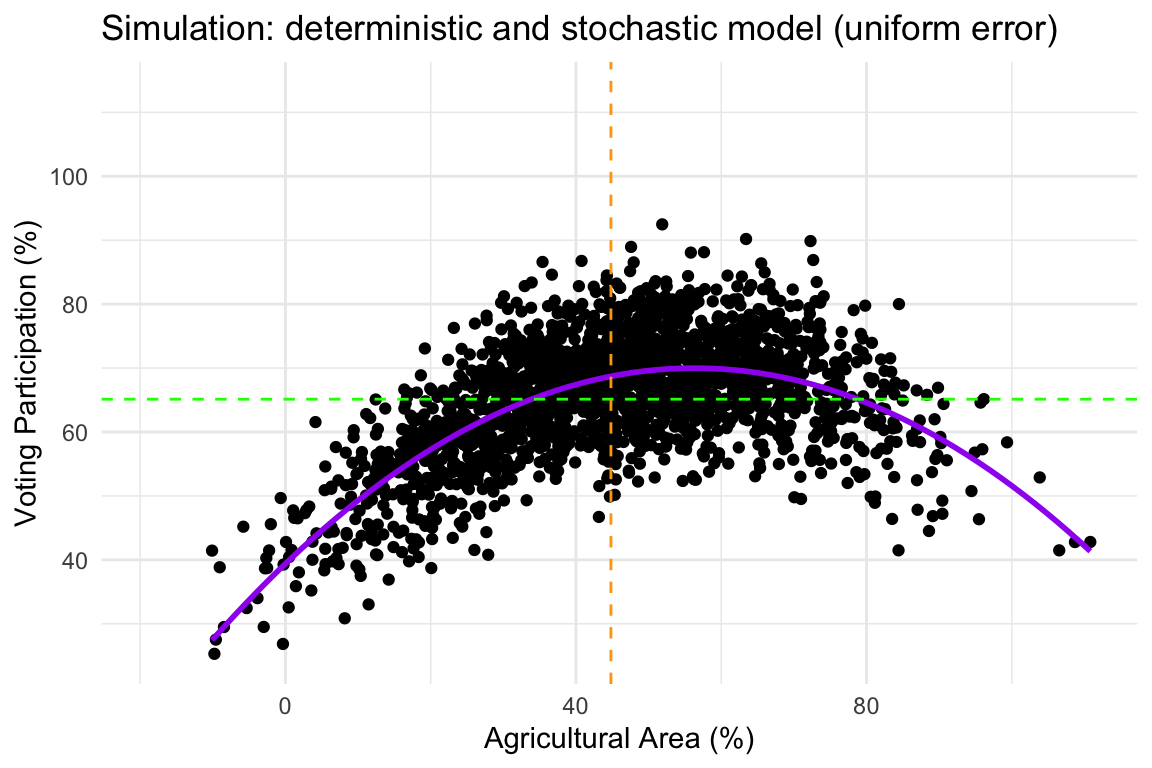 Simulation: deterministic and stochastic model (uniform error)
Voting Participation (%)
100
80
60
40
0
40
80
Agricultural Area (%)